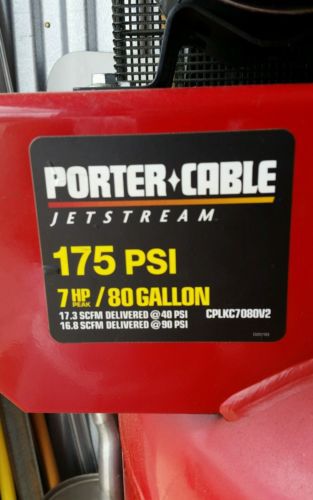 PORTER✦CABLE
JETSTREAM
175 PSI
7 HP PEAK / 80 GALLON
17.3 SCFM DELIVERED @ 40 PSI CPLKC7080V2
16.8 SCFM DELIVERED @ 90 PSI